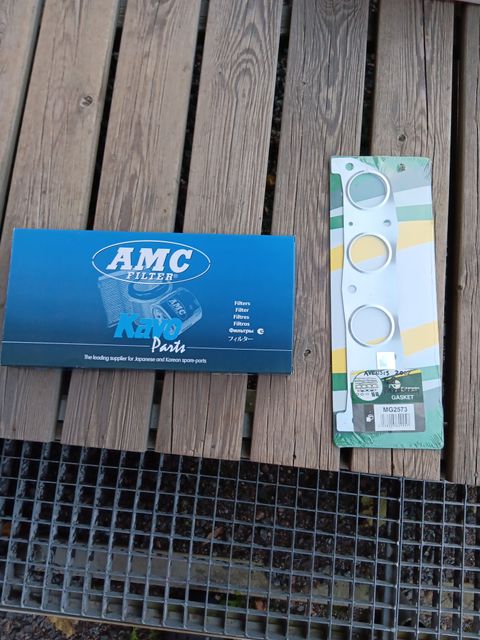 AMC
FILTER®
AMC
Kavo
Parts
Filters
Filter
Filtres
Filtros
Фильтры
フィルター
The leading supplier for Japanese and Korean spare-parts
GASKET
MG2573